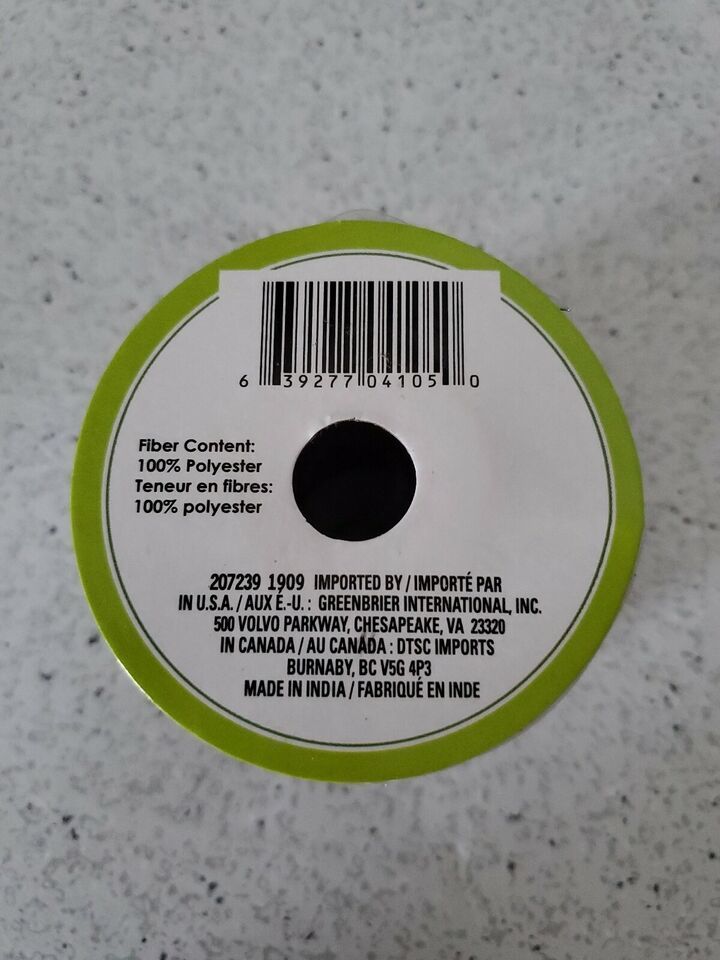 6 39277 04105 0
Fiber Content:
100% Polyester
Teneur en fibres:
100% polyester
207239 1909 IMPORTED BY / IMPORTÉ PAR
IN U.S.A. / AUX É.-U. : GREENBRIER INTERNATIONAL, INC.
500 VOLVO PARKWAY, CHESAPEAKE, VA 23320
IN CANADA / AU CANADA : DTSC IMPORTS
BURNABY, BC V5G 4P3
MADE IN INDIA / FABRIQUÉ EN INDE